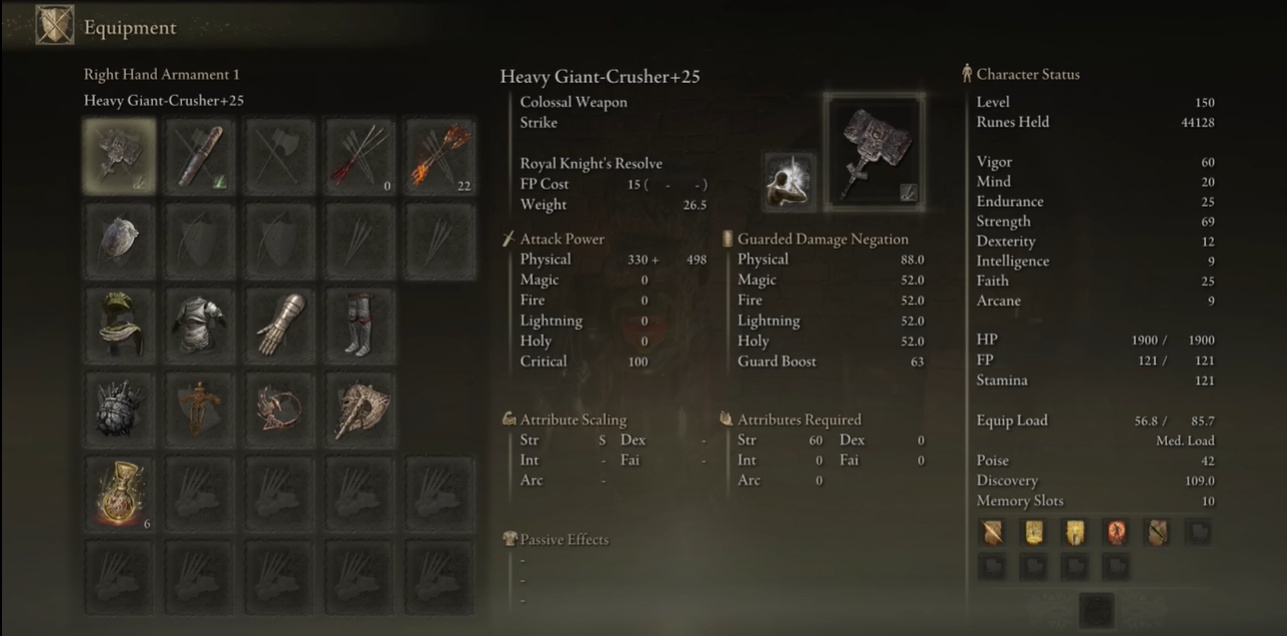 Equipment
Right Hand Armament 1
Heavy Giant-Crusher+25
0
22
6
Heavy Giant-Crusher+25
Colossal Weapon
Strike
Royal Knight's Resolve
FP Cost 15 ( - - )
Weight 26.5
Attack Power
Physical 330 + 498
Magic 0
Fire 0
Lightning 0
Holy 0
Critical 100
Guarded Damage Negation
Physical 88.0
Magic 52.0
Fire 52.0
Lightning 52.0
Holy 52.0
Guard Boost 63
Attribute Scaling
Str S Dex -
Int - Fai -
Arc -
Attributes Required
Str 60 Dex 0
Int 0 Fai 0
Arc 0
Passive Effects
-
-
-
Character Status
Level 150
Runes Held 44128
Vigor 60
Mind 20
Endurance 25
Strength 69
Dexterity 12
Intelligence 9
Faith 25
Arcane 9
HP 1900 / 1900
FP 121 / 121
Stamina 121
Equip Load 56.8 / 85.7
Med. Load
Poise 42
Discovery 109.0
Memory Slots 10